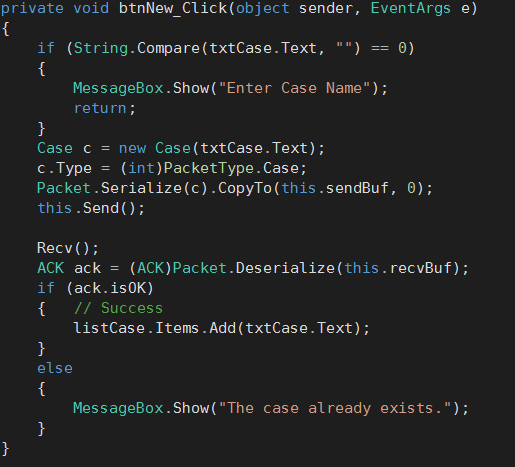 private void btnNew_Click(object sender, EventArgs e)
{
    if (String.Compare(txtCase.Text, "") == 0)
    {
        MessageBox.Show("Enter Case Name");
        return;
    }
    Case c = new Case(txtCase.Text);
    c.Type = (int)PacketType.Case;
    Packet.Serialize(c).CopyTo(this.sendBuf, 0);
    this.Send();

    Recv();
    ACK ack = (ACK)Packet.Deserialize(this.recvBuf);
    if (ack.isOK)
    {   // Success
        listCase.Items.Add(txtCase.Text);
    }
    else
    {
        MessageBox.Show("The case already exists.");
    }
}